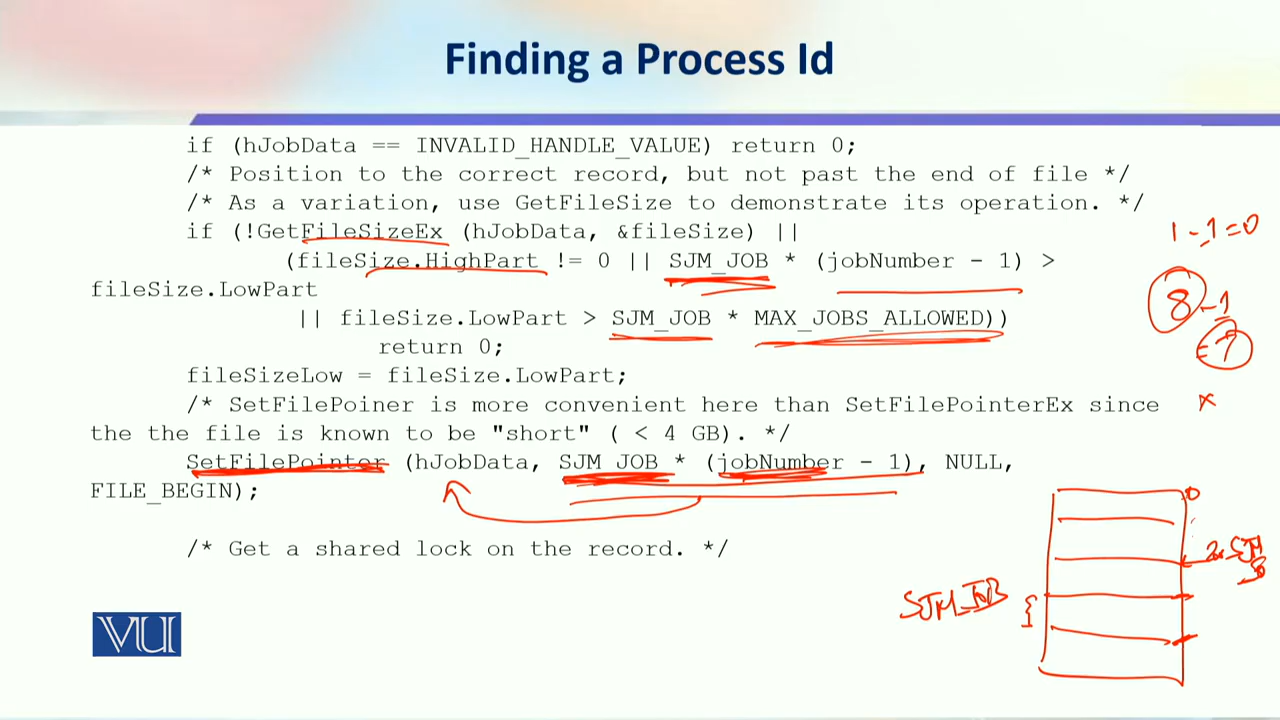 Finding a Process Id
if (hJobData == INVALID_HANDLE_VALUE) return 0;
/* Position to the correct record, but not past the end of file */
/* As a variation, use GetFileSize to demonstrate its operation. */
if (!GetFileSizeEx (hJobData, &fileSize) ||
(fileSize.HighPart != 0 || SJM_JOB * (jobNumber - 1) >
fileSize.LowPart
|| fileSize.LowPart > SJM_JOB * MAX_JOBS_ALLOWED))
return 0;
fileSizeLow = fileSize.LowPart;
/* SetFilePoiner is more convenient here than SetFilePointerEx since
the the file is known to be "short" ( < 4 GB). */
SetFilePointer (hJobData, SJM_JOB * (jobNumber - 1), NULL,
FILE_BEGIN);
/* Get a shared lock on the record. */
VU
1-1=0
8-1
=7
x
0
SJM_JOB